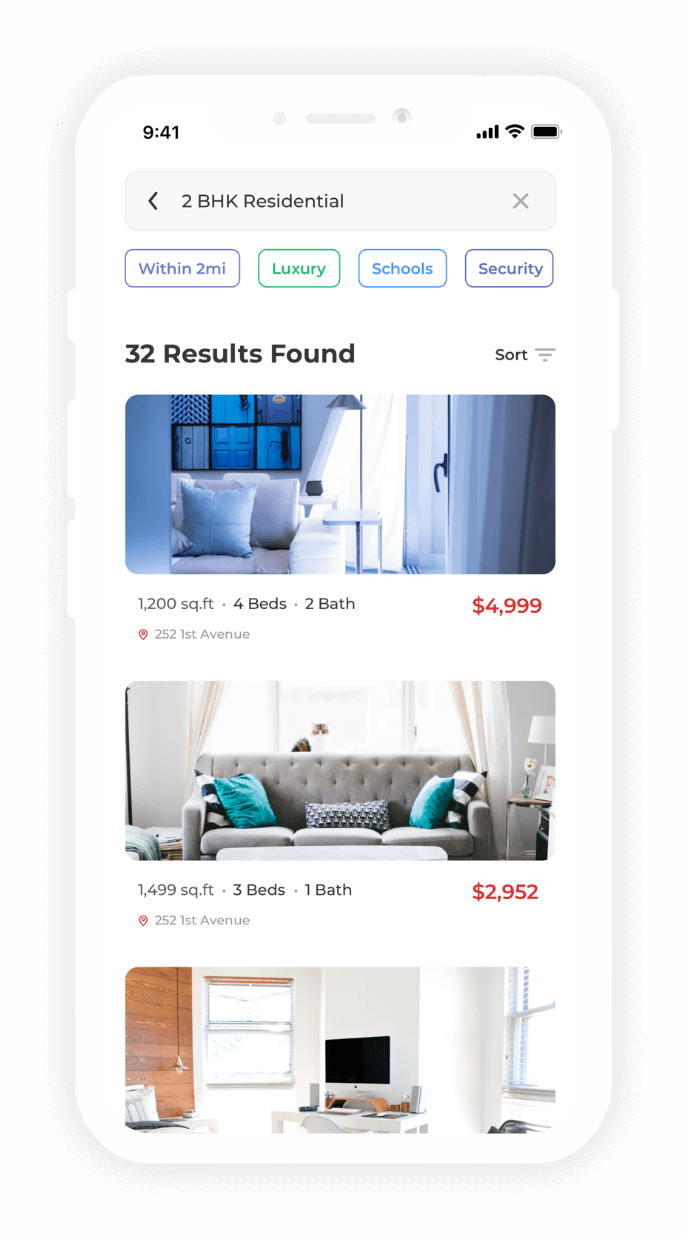 9:41
2 BHK Residential
Within 2mi Luxury Schools Security
32 Results Found Sort
1,200 sq.ft • 4 Beds • 2 Bath $4,999
252 1st Avenue
1,499 sq.ft • 3 Beds • 1 Bath $2,952
252 1st Avenue